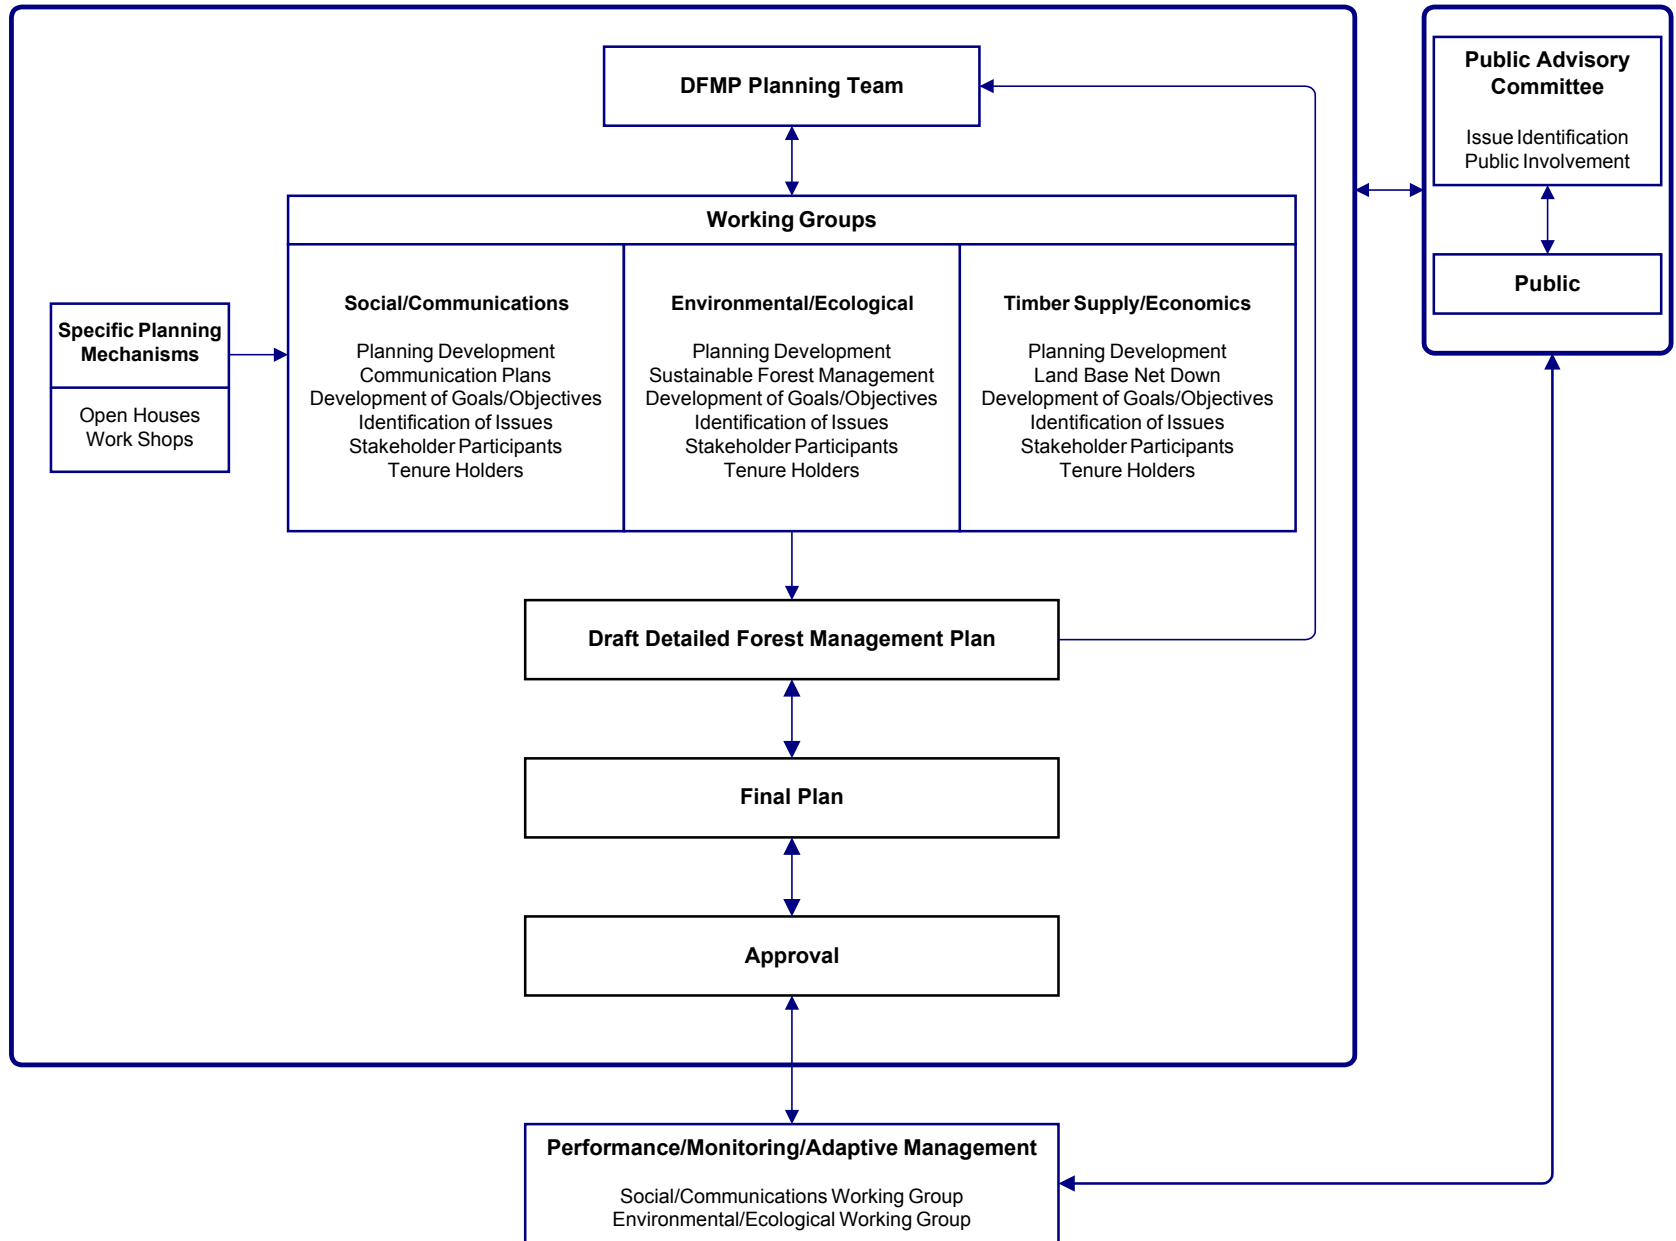 DFMP Planning Team
Public Advisory
Committee
Issue Identification
Public Involvement
Public
Working Groups
Specific Planning
Mechanisms
Open Houses
Work Shops
Social/Communications
Planning Development
Communication Plans
Development of Goals/Objectives
Identification of Issues
Stakeholder Participants
Tenure Holders
Environmental/Ecological
Planning Development
Sustainable Forest Management
Development of Goals/Objectives
Identification of Issues
Stakeholder Participants
Tenure Holders
Timber Supply/Economics
Planning Development
Land Base Net Down
Development of Goals/Objectives
Identification of Issues
Stakeholder Participants
Tenure Holders
Draft Detailed Forest Management Plan
Final Plan
Approval
Performance/Monitoring/Adaptive Management
Social/Communications Working Group
Environmental/Ecological Working Group